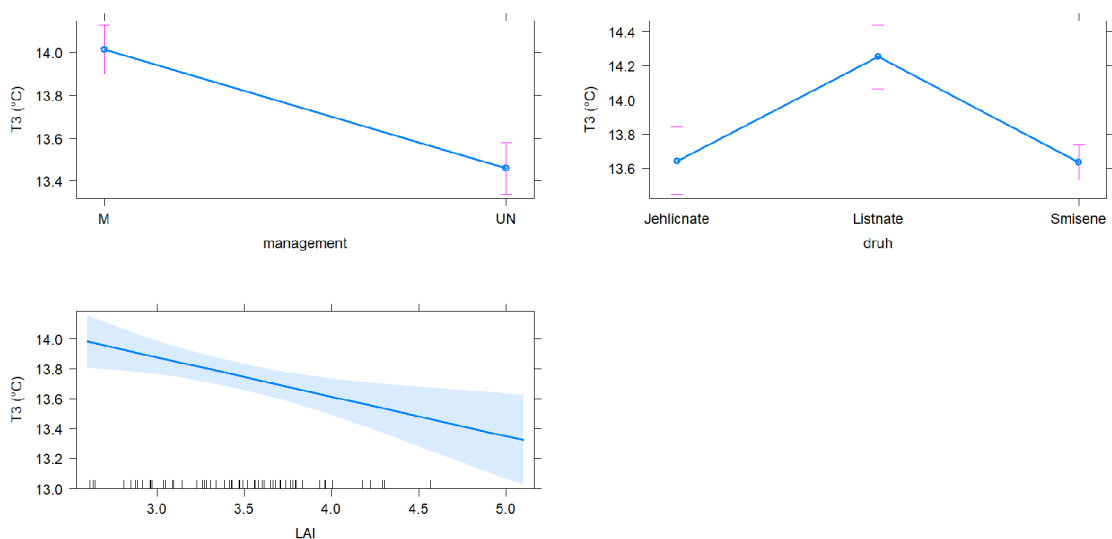 14.0
13.8
13.6
13.4
T3 (°C)
M
UN
management
14.4
14.2
14.0
13.8
13.6
T3 (°C)
Jehlicnate
Listnate
Smisene
druh
14.0
13.8
13.6
13.4
13.2
13.0
T3 (°C)
3.0
3.5
4.0
4.5
5.0
LAI